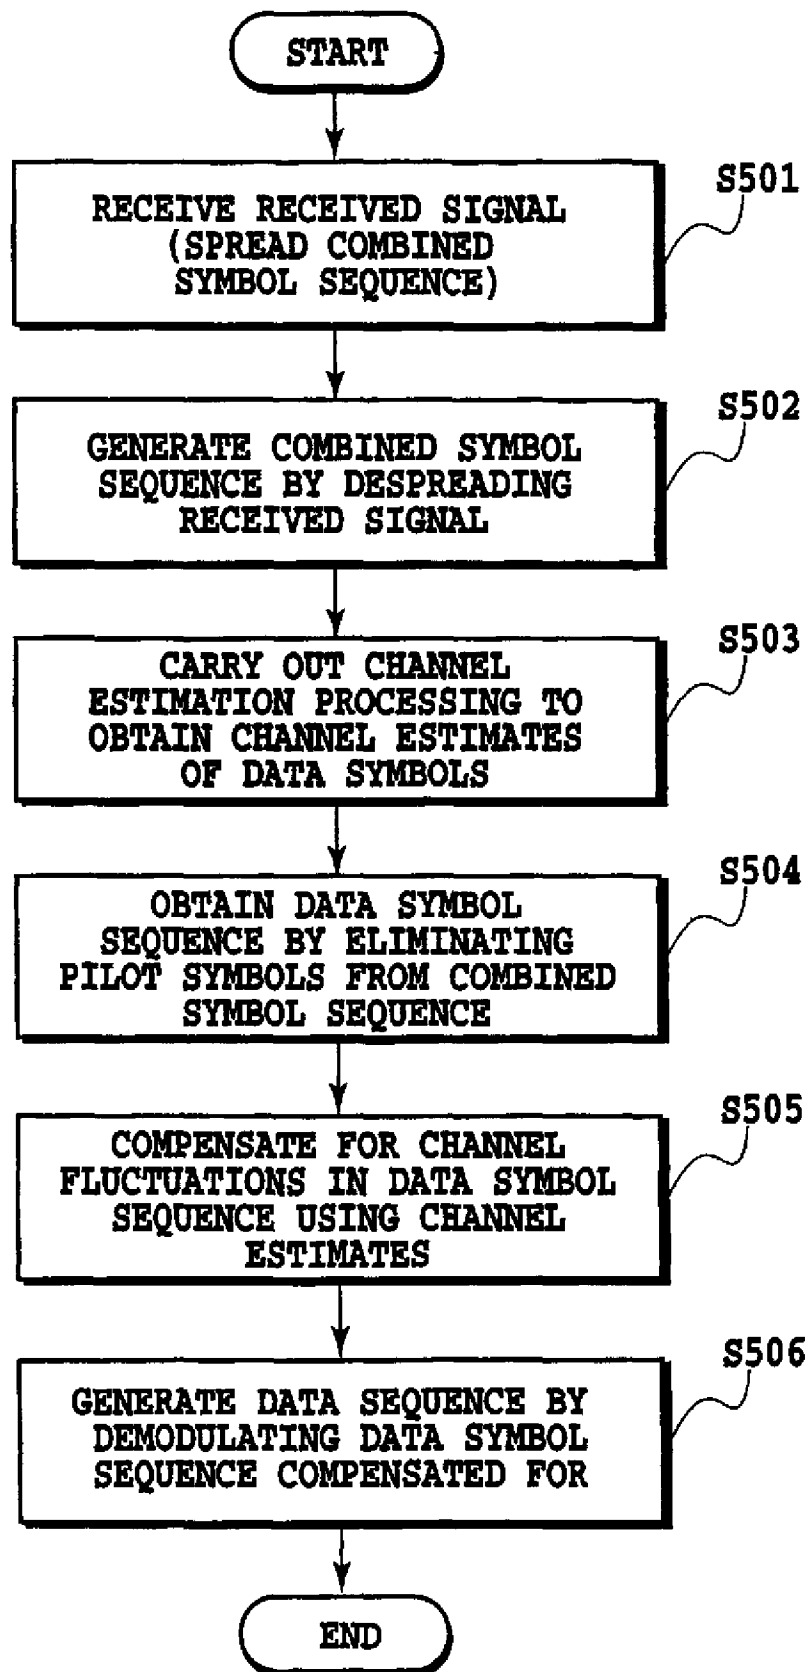 START
S501
RECEIVE RECEIVED SIGNAL
(SPREAD COMBINED
SYMBOL SEQUENCE)
S502
GENERATE COMBINED SYMBOL
SEQUENCE BY DESPREADING
RECEIVED SIGNAL
S503
CARRY OUT CHANNEL
ESTIMATION PROCESSING TO
OBTAIN CHANNEL ESTIMATES
OF DATA SYMBOLS
S504
OBTAIN DATA SYMBOL
SEQUENCE BY ELIMINATING
PILOT SYMBOLS FROM COMBINED
SYMBOL SEQUENCE
S505
COMPENSATE FOR CHANNEL
FLUCTUATIONS IN DATA SYMBOL
SEQUENCE USING CHANNEL
ESTIMATES
S506
GENERATE DATA SEQUENCE BY
DEMODULATING DATA SYMBOL
SEQUENCE COMPENSATED FOR
END